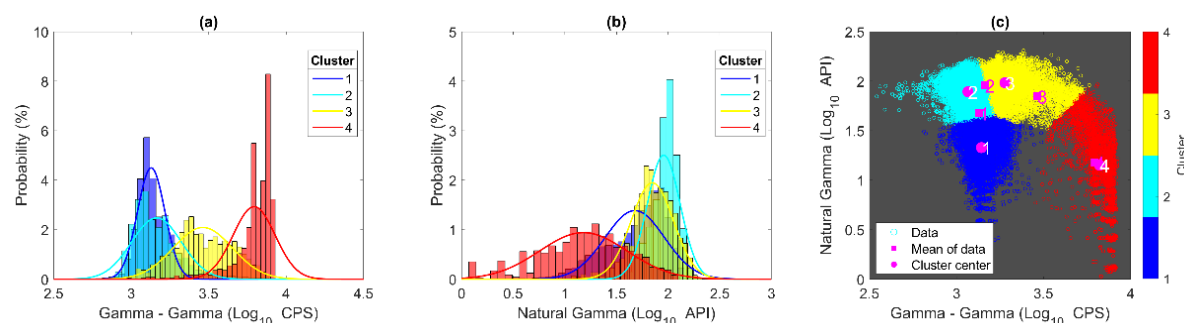 (a)
10
8
6
4
2
0
Probability (%)
2.5 3 3.5 4 4.5
Gamma - Gamma (Log10 CPS)
Cluster
1
2
3
4
(b)
5
4
3
2
1
0
Probability (%)
0 0.5 1 1.5 2 2.5 3
Natural Gamma (Log10 API)
Cluster
1
2
3
4
(c)
2.5
2
1.5
1
0.5
0
Natural Gamma (Log10 API)
2.5 3 3.5 4
Gamma - Gamma (Log10 CPS)
2 2 3 3
1
1
4
Data
Mean of data
Cluster center
4
3
2
1
Cluster